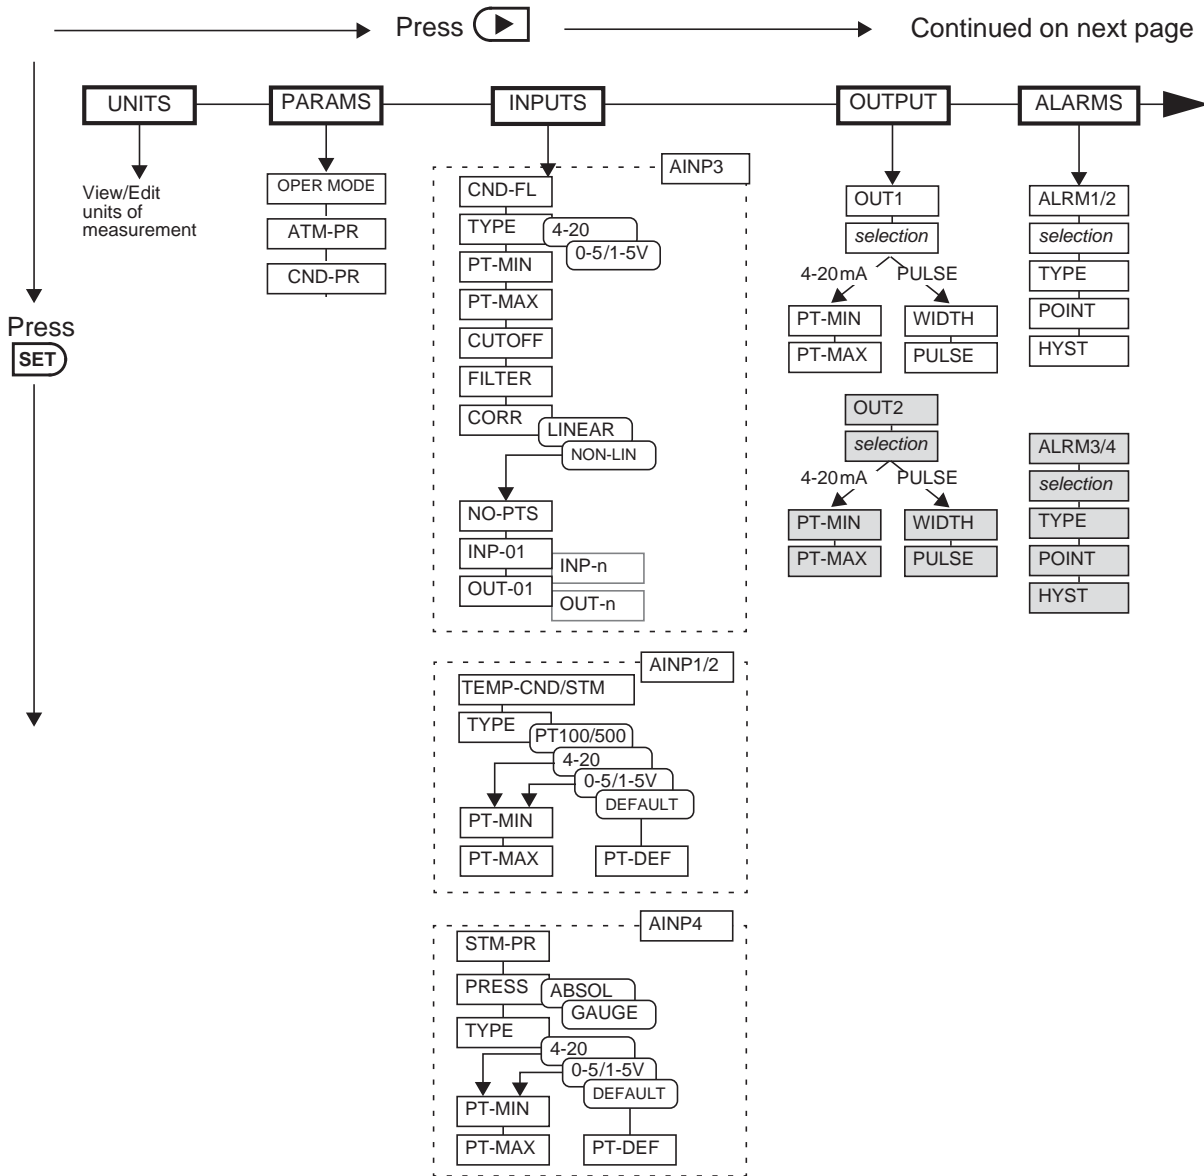 Press
Continued on next page
UNITS
PARAMS
INPUTS
OUTPUT
ALARMS
View/Edit
units of
measurement
Press
SET
OPER MODE
ATM-PR
CND-PR
AINP3
CND-FL
TYPE
4-20
0-5/1-5V
PT-MIN
PT-MAX
CUTOFF
FILTER
CORR
LINEAR
NON-LIN
NO-PTS
INP-01
INP-n
OUT-01
OUT-n
AINP1/2
TEMP-CND/STM
TYPE
PT100/500
4-20
0-5/1-5V
DEFAULT
PT-MIN
PT-MAX
PT-DEF
AINP4
STM-PR
PRESS
ABSOL
GAUGE
TYPE
4-20
0-5/1-5V
DEFAULT
PT-MIN
PT-MAX
PT-DEF
OUT1
selection
4-20mA
PULSE
PT-MIN
WIDTH
PT-MAX
PULSE
OUT2
selection
4-20mA
PULSE
PT-MIN
WIDTH
PT-MAX
PULSE
ALRM1/2
selection
TYPE
POINT
HYST
ALRM3/4
selection
TYPE
POINT
HYST